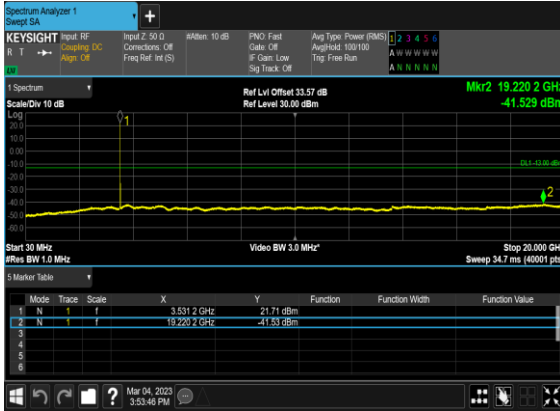 Spectrum Analyzer 1
Swept SA
+
KEYSIGHT
R T
Input: RF
Coupling: DC
Align: Off
Input Z: 50 Ω
Corrections: Off
Freq Ref: Int (S)
#Atten: 10 dB
PNO: Fast
Gate: Off
IF Gain: Low
Sig Track: Off
Avg Type: Power (RMS)
Avg|Hold: 100/100
Trig: Free Run
1 2 3 4 5 6
A W W W W W
A N N N N N
1 Spectrum
Scale/Div 10 dB
Ref Lvl Offset 33.57 dB
Ref Level 30.00 dBm
Mkr2 19.220 2 GHz
-41.529 dBm
Log
20.0
10.0
0.00
-10.0
-20.0
-30.0
-40.0
-50.0
-60.0
1
DL1 -13.00 dB
2
Start 30 MHz
#Res BW 1.0 MHz
Video BW 3.0 MHz*
Stop 20.000 GH
Sweep 34.7 ms (40001 pts
5 Marker Table
Mode Trace Scale X Y Function Function Width Function Value
1 N 1 f 3.531 2 GHz 21.71 dBm
2 N 1 f 19.220 2 GHz -41.53 dBm
3
4
5
6
?
Mar 04, 2023
3:53:46 PM